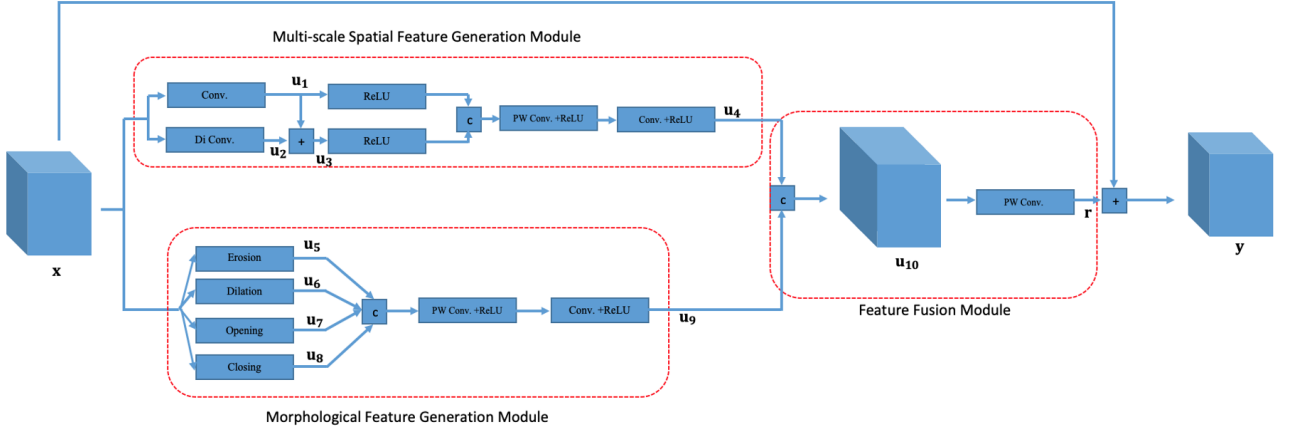 Multi-scale Spatial Feature Generation Module
Conv.
u1
ReLU
Di Conv.
u2
+
u3
ReLU
C
PW Conv. +ReLU
Conv. +ReLU
u4
x
Erosion
u5
Dilation
u6
Opening
u7
Closing
u8
C
PW Conv. +ReLU
Conv. +ReLU
u9
Morphological Feature Generation Module
C
u10
PW Conv.
r
Feature Fusion Module
+
y